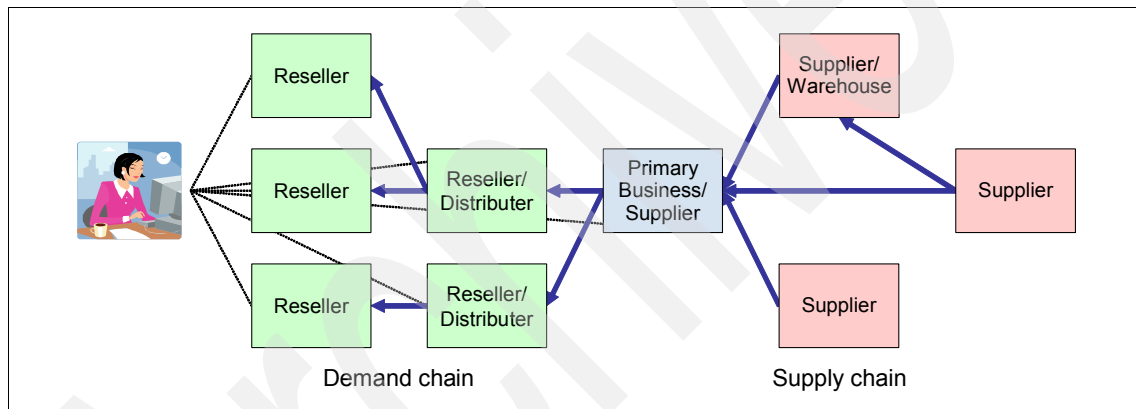 Reseller
Supplier/
Warehouse
Reseller
Reseller/
Distributer
Primary
Business/
Supplier
Supplier
Reseller
Reseller/
Distributer
Supplier
Demand chain
Supply chain